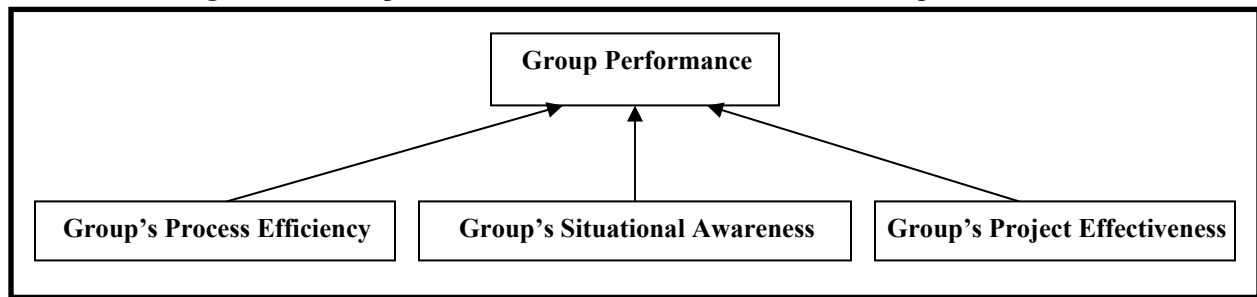 Group Performance
Group's Process Efficiency
Group's Situational Awareness
Group's Project Effectiveness